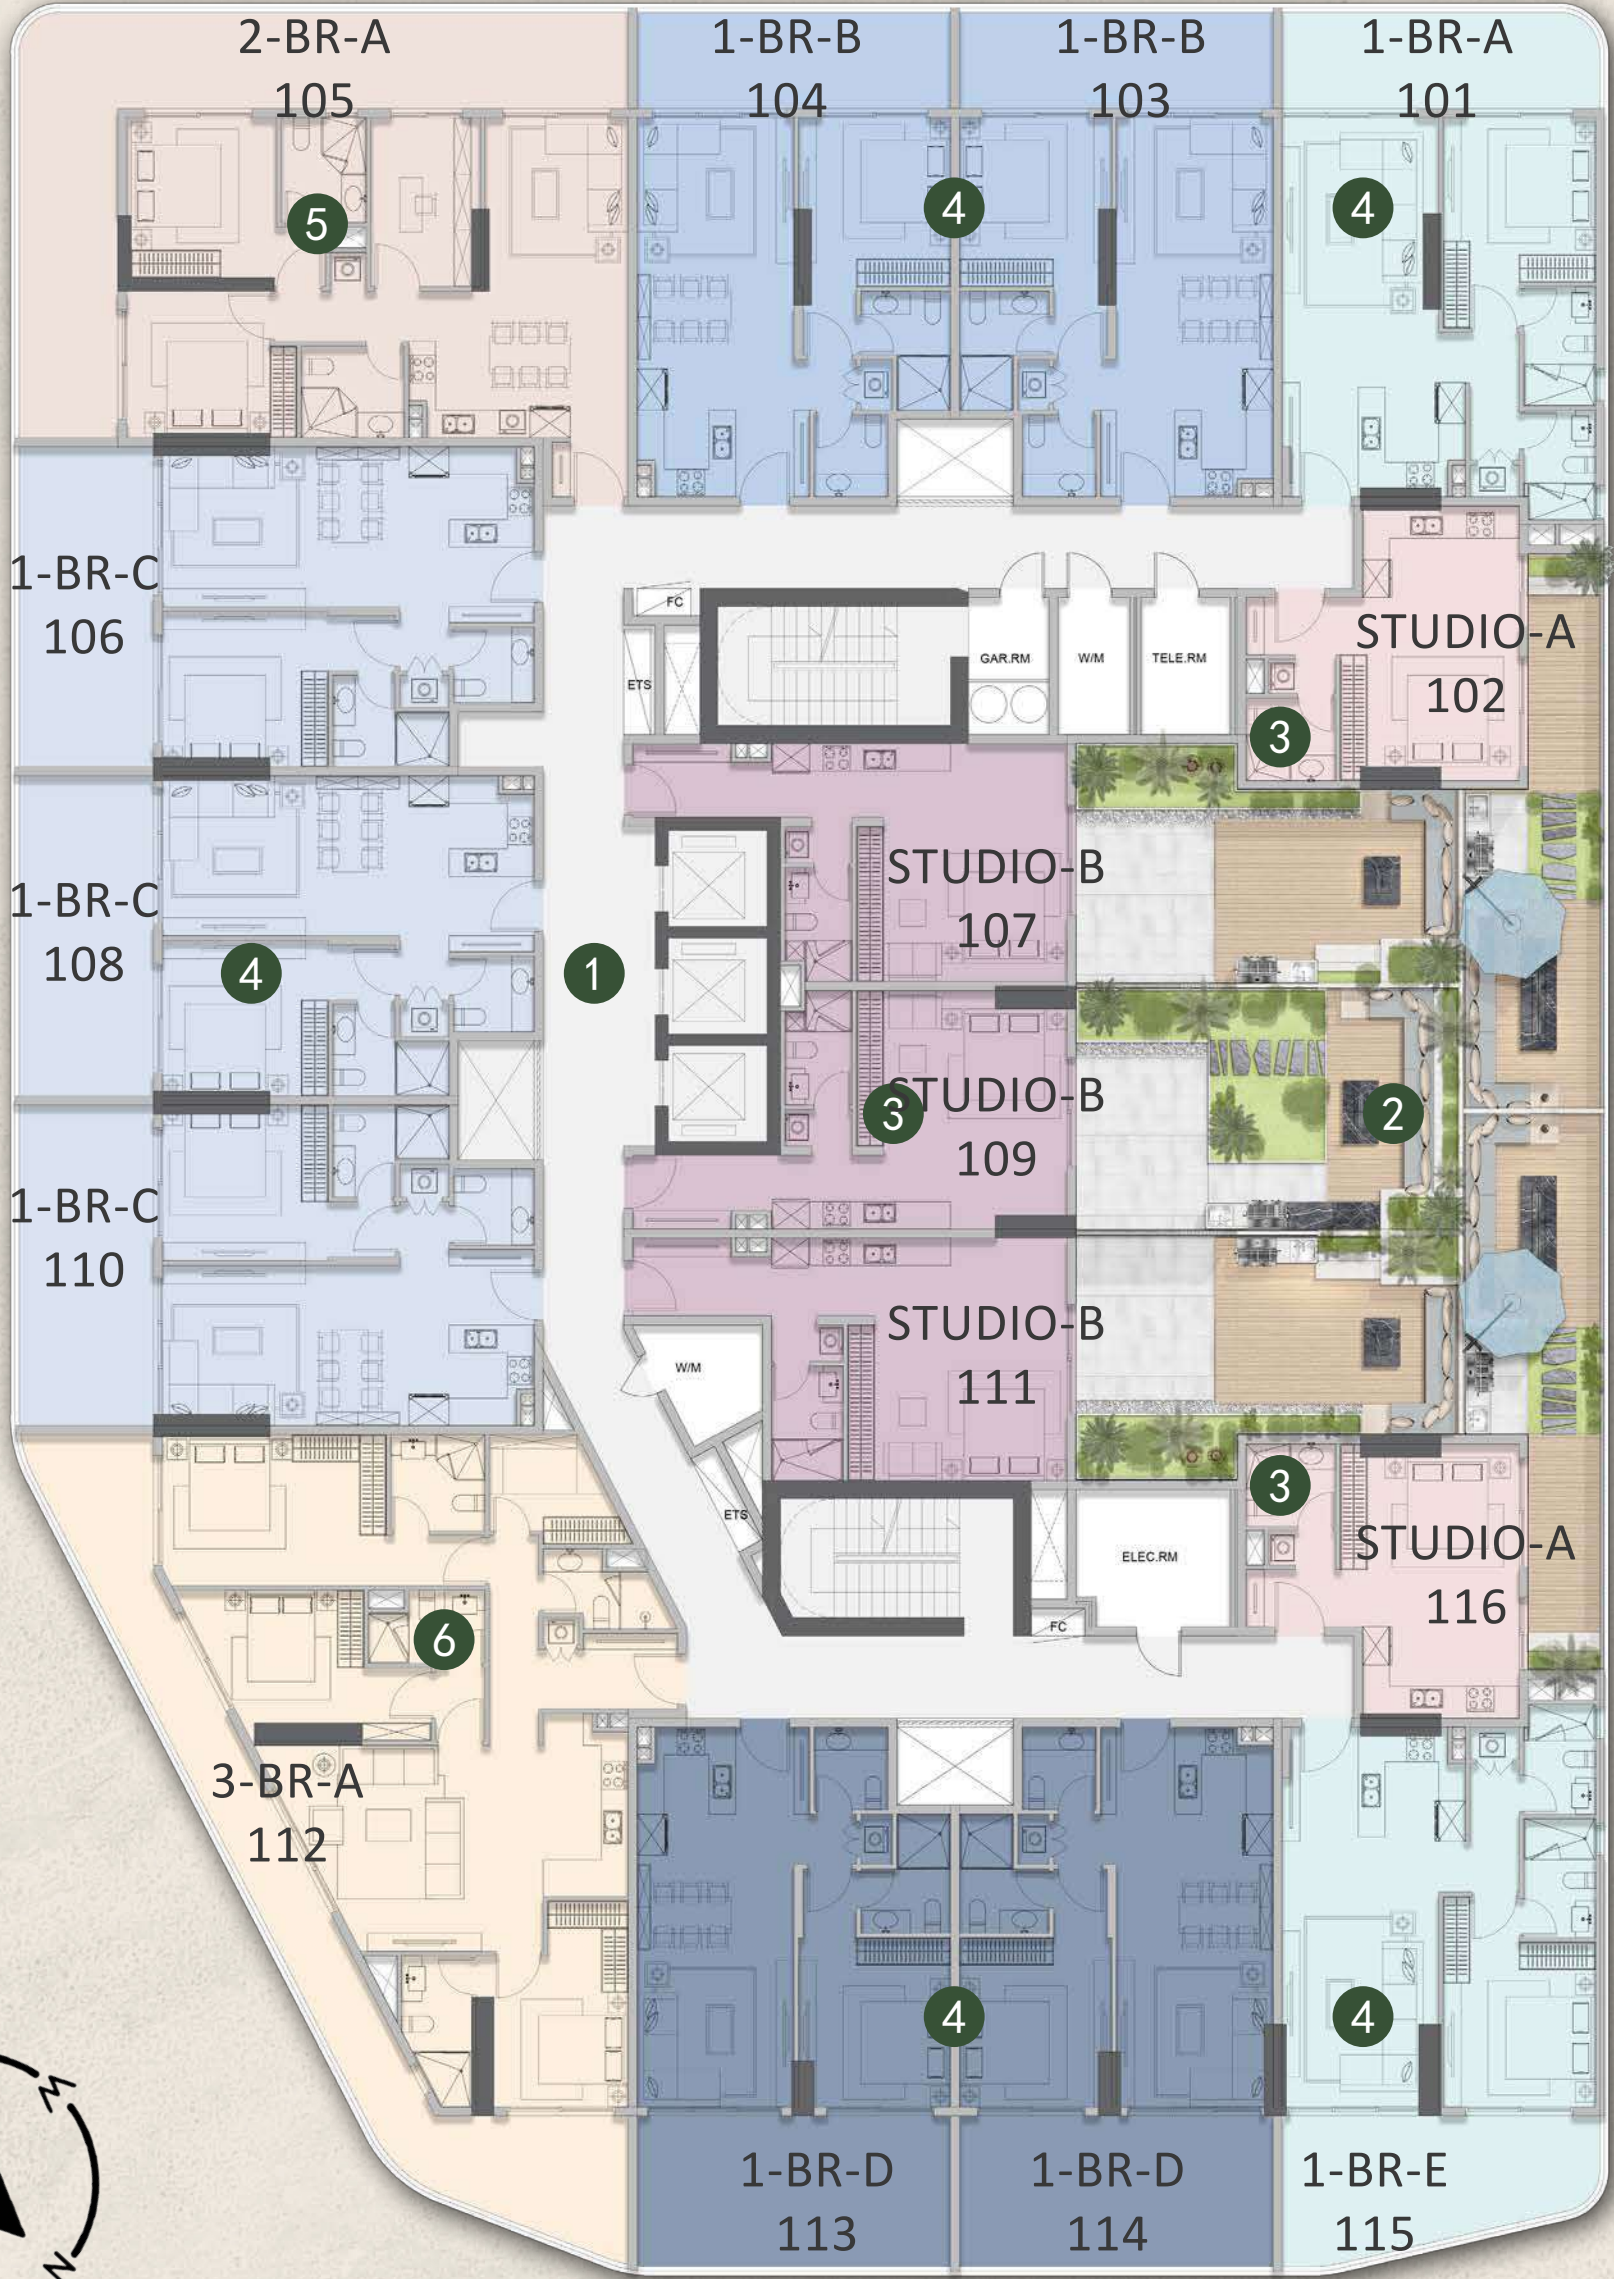 2-BR-A
105
1-BR-B
104
1-BR-B
103
1-BR-A
101
5
4
4
1-BR-C
106
FC
ETS
GAR.RM
W/M
TELE.RM
STUDIO-A
102
3
1-BR-C
108
4
1
STUDIO-B
107
STUDIO-B
109
3
2
1-BR-C
110
STUDIO-B
111
W/M
ETS
ELEC.RM
FC
3
STUDIO-A
116
6
3-BR-A
112
4
4
1-BR-D
113
1-BR-D
114
1-BR-E
115
W
N